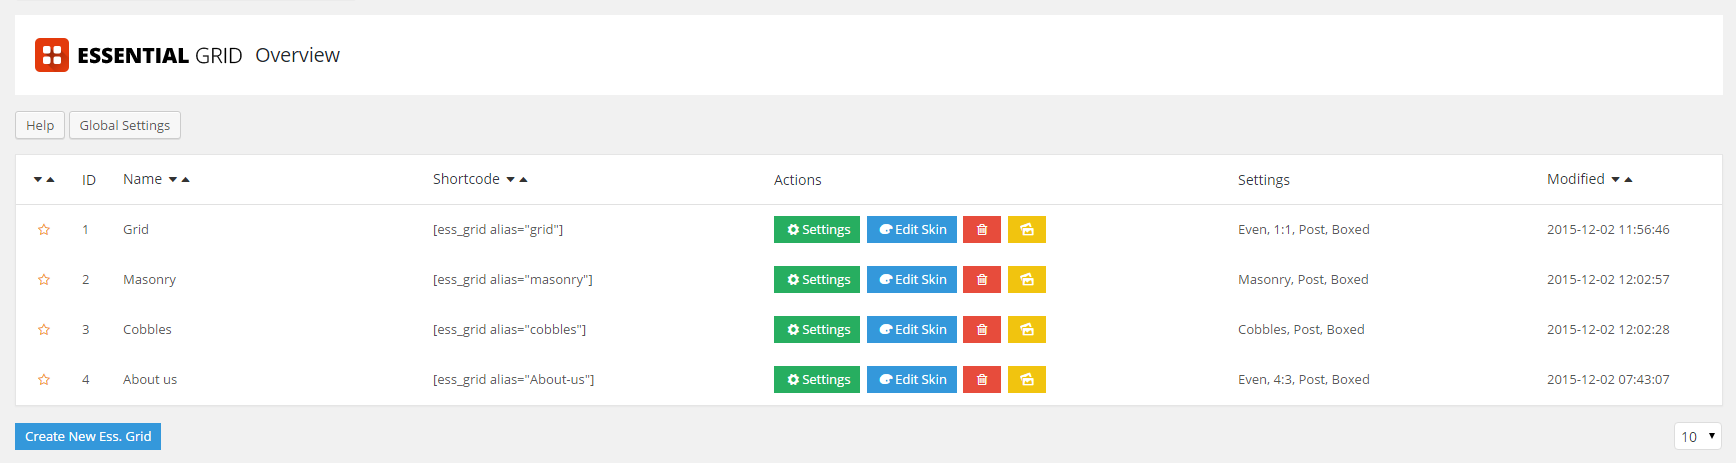 ESSENTIAL GRID Overview
Help Global Settings
ID Name Shortcode Actions Settings Modified
1 Grid [ess_grid alias="grid"] Settings Edit Skin Even, 1:1, Post, Boxed 2015-12-02 11:56:46
2 Masonry [ess_grid alias="masonry"] Settings Edit Skin Masonry, Post, Boxed 2015-12-02 12:02:57
3 Cobbles [ess_grid alias="cobbles"] Settings Edit Skin Cobbles, Post, Boxed 2015-12-02 12:02:28
4 About us [ess_grid alias="About-us"] Settings Edit Skin Even, 4:3, Post, Boxed 2015-12-02 07:43:07
Create New Ess. Grid 10